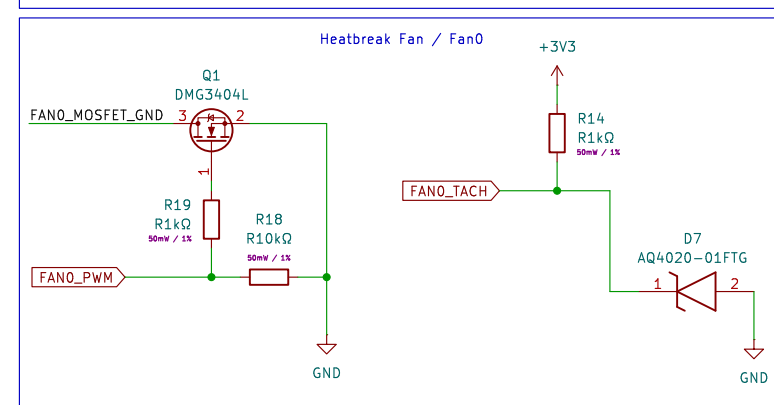 Heatbreak Fan / Fan0
+3V3
Q1
DMG3404L
FAN0_MOSFET_GND
3
2
1
R14
R1kΩ
50mW / 1%
R19
R1kΩ
50mW / 1%
R18
R10kΩ
50mW / 1%
FAN0_TACH
FAN0_PWM
D7
AQ4020-01FTG
1
2
GND
GND